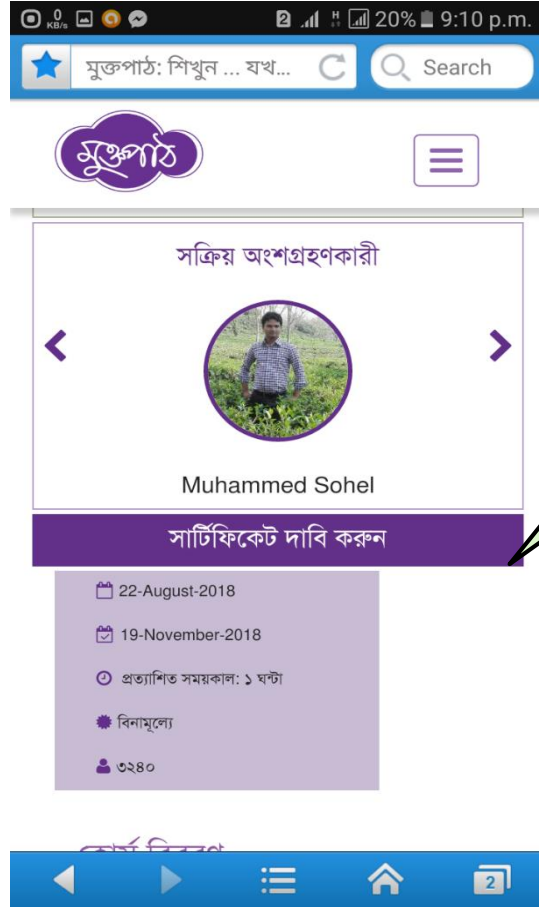 0
KB/s
2
20%
9:10 p.m.
মুক্তপাঠ: শিখুন ... যখ...
Search
মুক্তপাঠ
সক্রিয় অংশগ্রহণকারী
Muhammed Sohel
সার্টিফিকেট দাবি করুন
22-August-2018
19-November-2018
প্রত্যাশিত সময়কাল: ১ ঘন্টা
বিনামূল্যে
৩২৪০
কোর্স বিবরণ
2